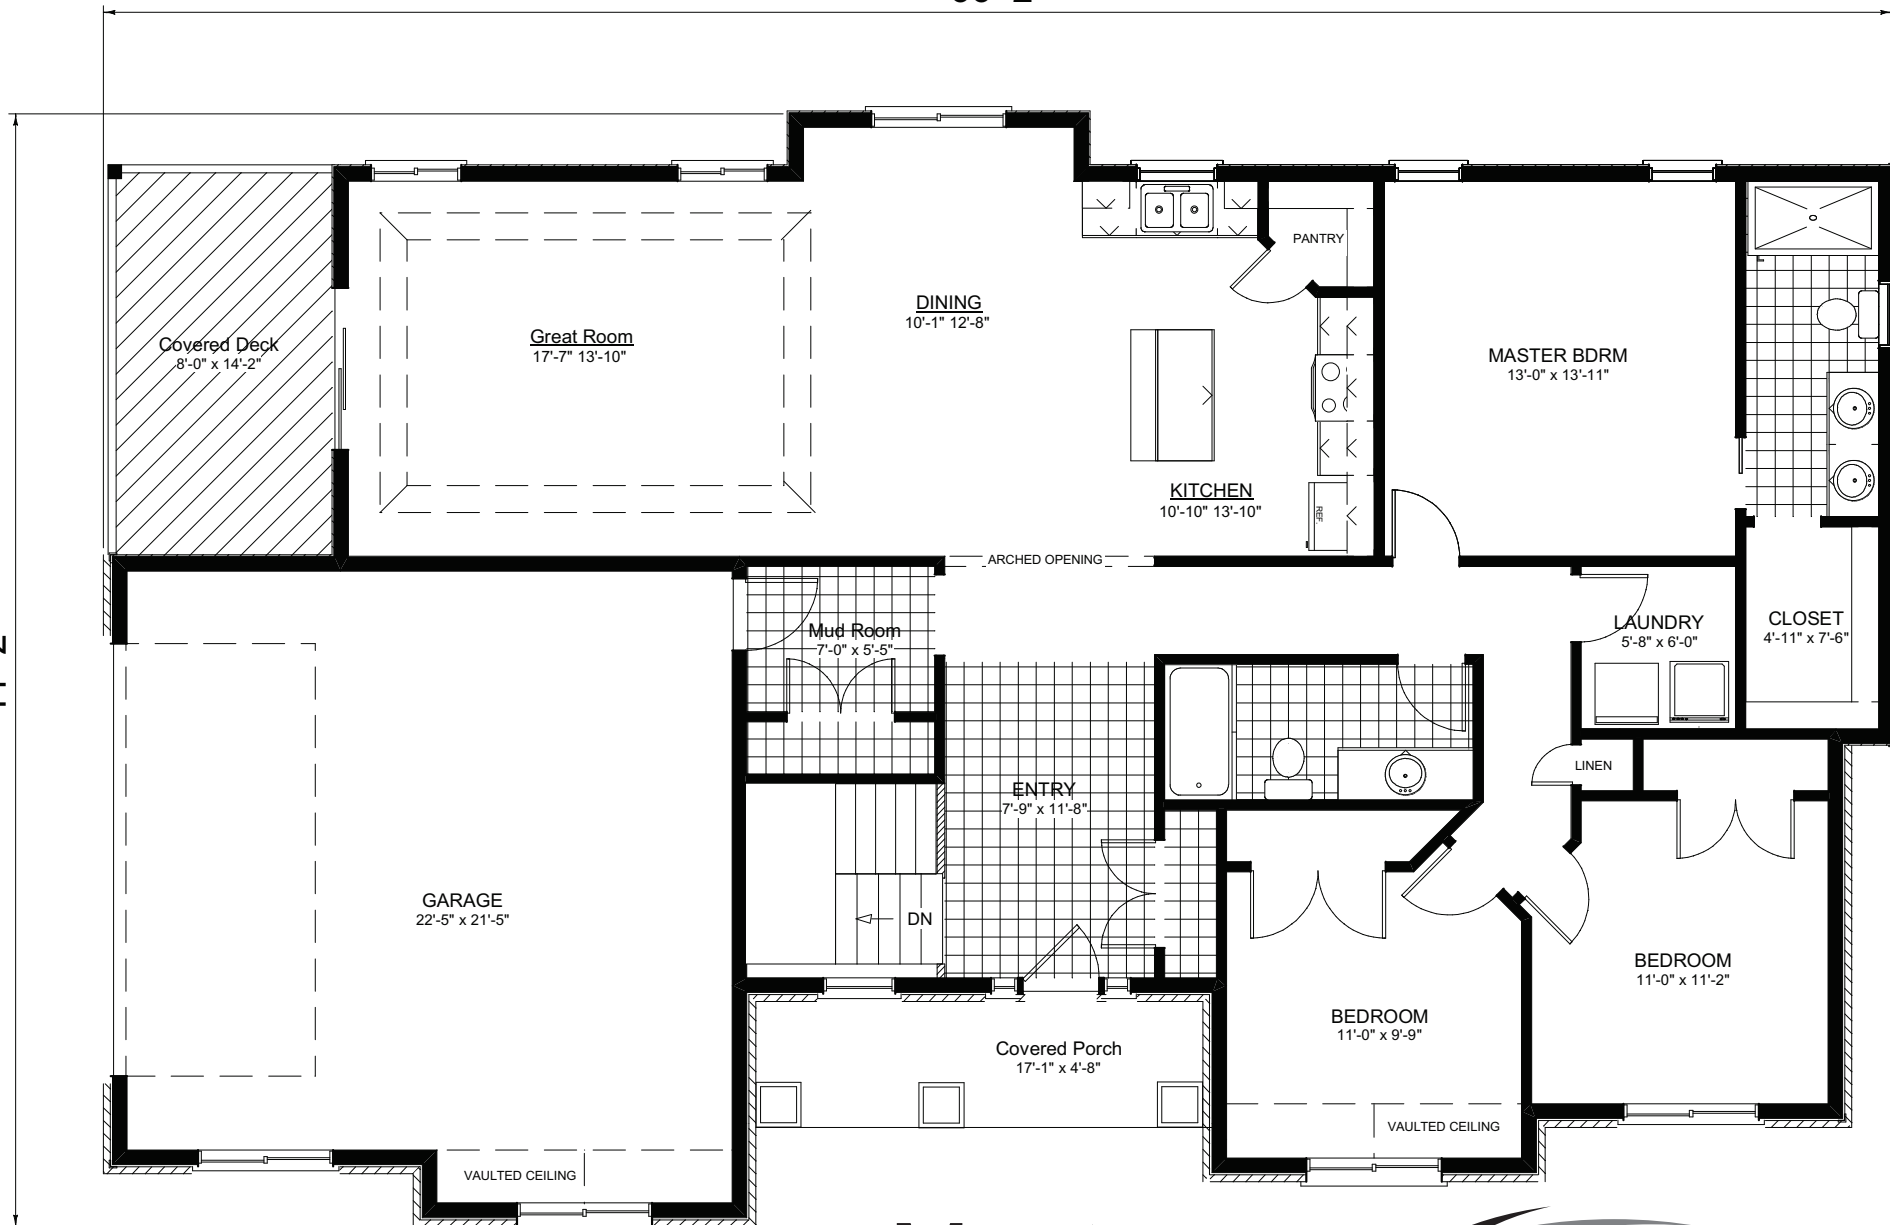 PANTRY
DINING
10'-1" 12'-8"
Great Room
17'-7" 13'-10"
Covered Deck
8'-0" x 14'-2"
MASTER BDRM
13'-0" x 13'-11"
KITCHEN
10'-10" 13'-10"
REF.
ARCHED OPENING
Mud Room
7'-0" x 5'-5"
LAUNDRY
5'-8" x 6'-0"
CLOSET
4'-11" x 7'-6"
LINEN
ENTRY
7'-9" x 11'-8"
GARAGE
22'-5" x 21'-5"
DN
BEDROOM
11'-0" x 11'-2"
BEDROOM
11'-0" x 9'-9"
Covered Porch
17'-1" x 4'-8"
VAULTED CEILING
VAULTED CEILING